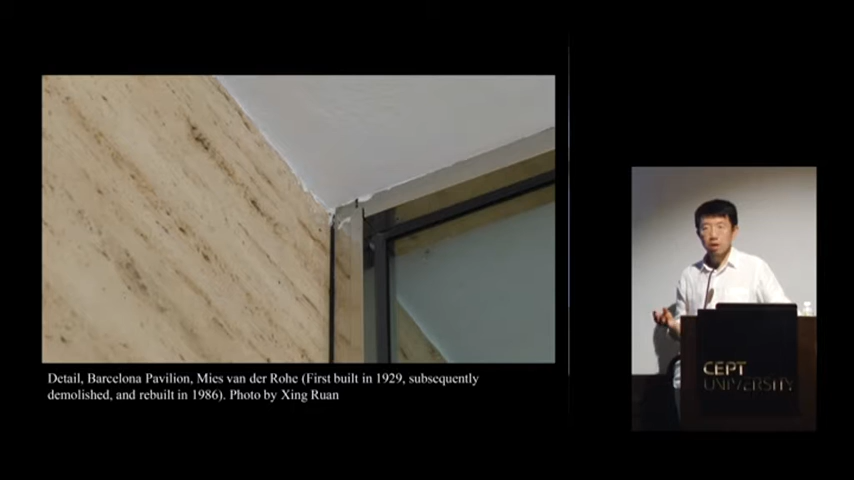 Detail, Barcelona Pavilion, Mies van der Rohe (First built in 1929, subsequently
demolished, and rebuilt in 1986). Photo by Xing Ruan
CEPT
UNIVERSITY